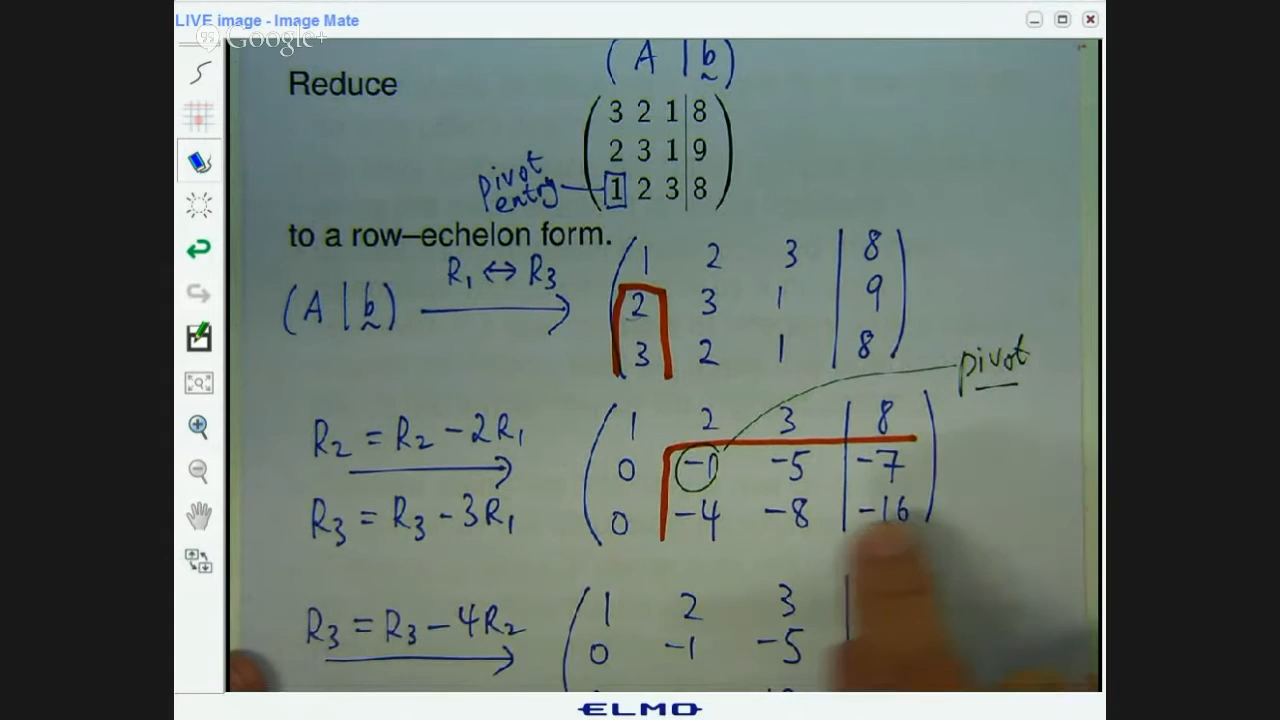 LIVE image - Image Mate
95 Google+
( A | b )
Reduce
3 2 1 8
2 3 1 9
1 2 3 8
pivot
entry
to a row–echelon form.
( A | b ) R₁ ↔ R₃
1 2 3 | 8
2 3 1 | 9
3 2 1 | 8
pivot
R₂ = R₂ - 2R₁
R₃ = R₃ - 3R₁
1 2 3 | 8
0 -1 -5 | -7
0 -4 -8 | -16
R₃ = R₃ - 4R₂
1 2 3
0 -1 -5
ELMO